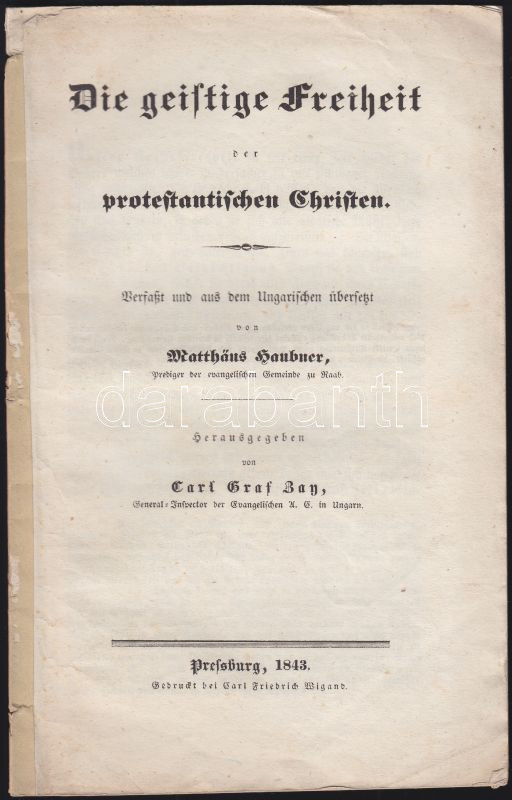 Die geiſtige Freiheit
der
proteſtantiſchen Chriſten.
Verfaßt und aus dem Ungariſchen überſetzt
von
Matthäus Haubner,
Prediger der evangeliſchen Gemeinde zu Raab.
darabanth
Herausgegeben
von
Carl Graf Zay,
General-Inſpector der Evangeliſchen A. C. in Ungarn.
Preſsburg, 1843.
Gedruckt bei Carl Friedrich Wigand.